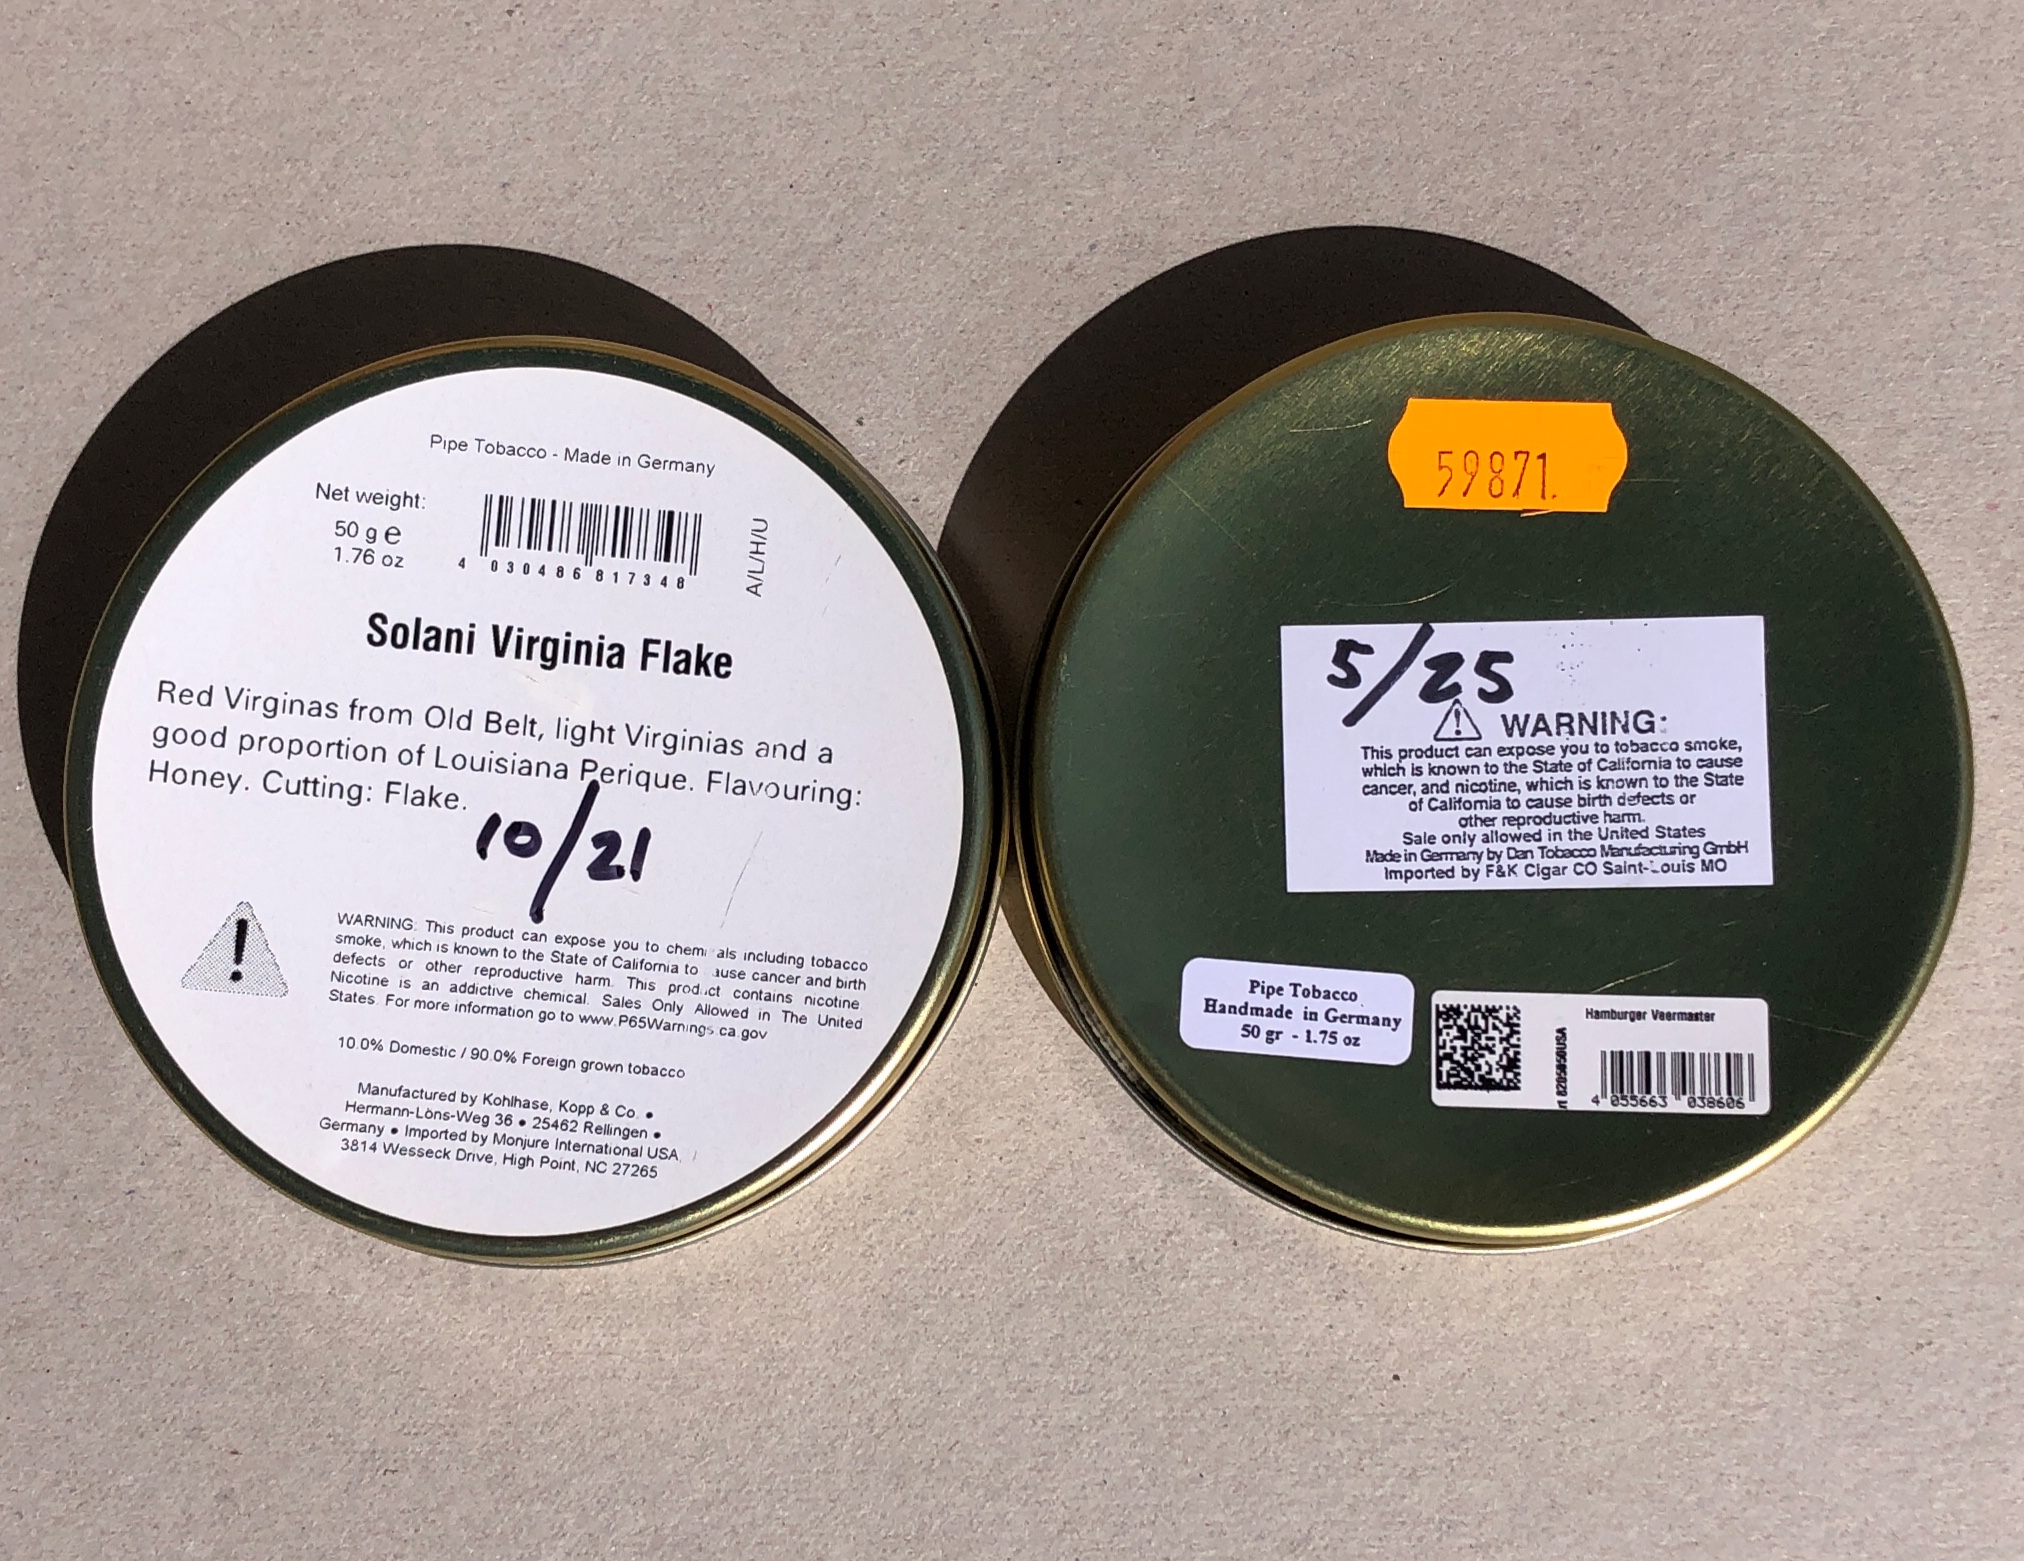 Pipe Tobacco - Made in Germany
Net weight:
50 g e
1.76 oz
4 030486 817348
A/L/H/U
Solani Virginia Flake
Red Virginas from Old Belt, light Virginias and a
good proportion of Louisiana Perique. Flavouring:
Honey. Cutting: Flake.
10/21
WARNING: This product can expose you to chem als including tobacco
smoke, which is known to the State of California to ause cancer and birth
defects or other reproductive harm. This product contains nicotine.
Nicotine is an addictive chemical. Sales Only Allowed in The United
States. For more information go to www.P65Warnings.ca.gov
10.0% Domestic / 90.0% Foreign grown tobacco
Manufactured by Kohlhase, Kopp & Co. •
Hermann-Löns-Weg 36 • 25462 Rellingen •
Germany • Imported by Monjure International USA,
3814 Wesseck Drive, High Point, NC 27265
59871.
5/25
WARNING:
This product can expose you to tobacco smoke,
which is known to the State of California to cause
cancer, and nicotine, which is known to the State
of California to cause birth defects or
other reproductive harm.
Sale only allowed in the United States
Made in Germany by Dan Tobacco Manufacturing GmbH
Imported by F&K Cigar CO Saint-Louis MO
Pipe Tobacco
Handmade in Germany
50 gr - 1.75 oz
Hamburger Veermaster
4 055663 038606